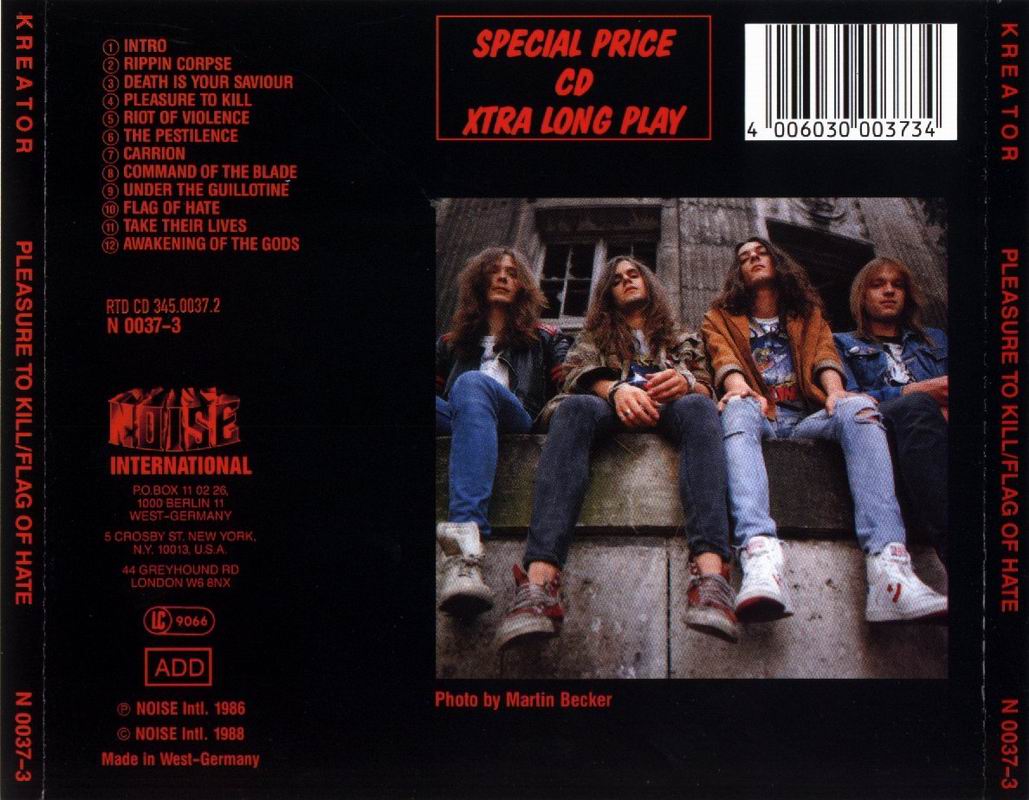 KREATOR PLEASURE TO KILL/FLAG OF HATE N 0037-3
① INTRO
② RIPPIN CORPSE
③ DEATH IS YOUR SAVIOUR
④ PLEASURE TO KILL
⑤ RIOT OF VIOLENCE
⑥ THE PESTILENCE
⑦ CARRION
⑧ COMMAND OF THE BLADE
⑨ UNDER THE GUILLOTINE
⑩ FLAG OF HATE
⑪ TAKE THEIR LIVES
⑫ AWAKENING OF THE GODS
RTD CD 345.0037.2
N 0037-3
NOISE
INTERNATIONAL
P.O.BOX 11 02 26,
1000 BERLIN 11
WEST-GERMANY
5 CROSBY ST. NEW YORK,
N.Y. 10013, U.S.A.
44 GREYHOUND RD
LONDON W6 8NX
LC 9066
ADD
℗ NOISE Intl. 1986
© NOISE Intl. 1988
Made in West-Germany
SPECIAL PRICE
CD
XTRA LONG PLAY
4 006030 003734
Photo by Martin Becker
KREATOR PLEASURE TO KILL/FLAG OF HATE N 0037-3